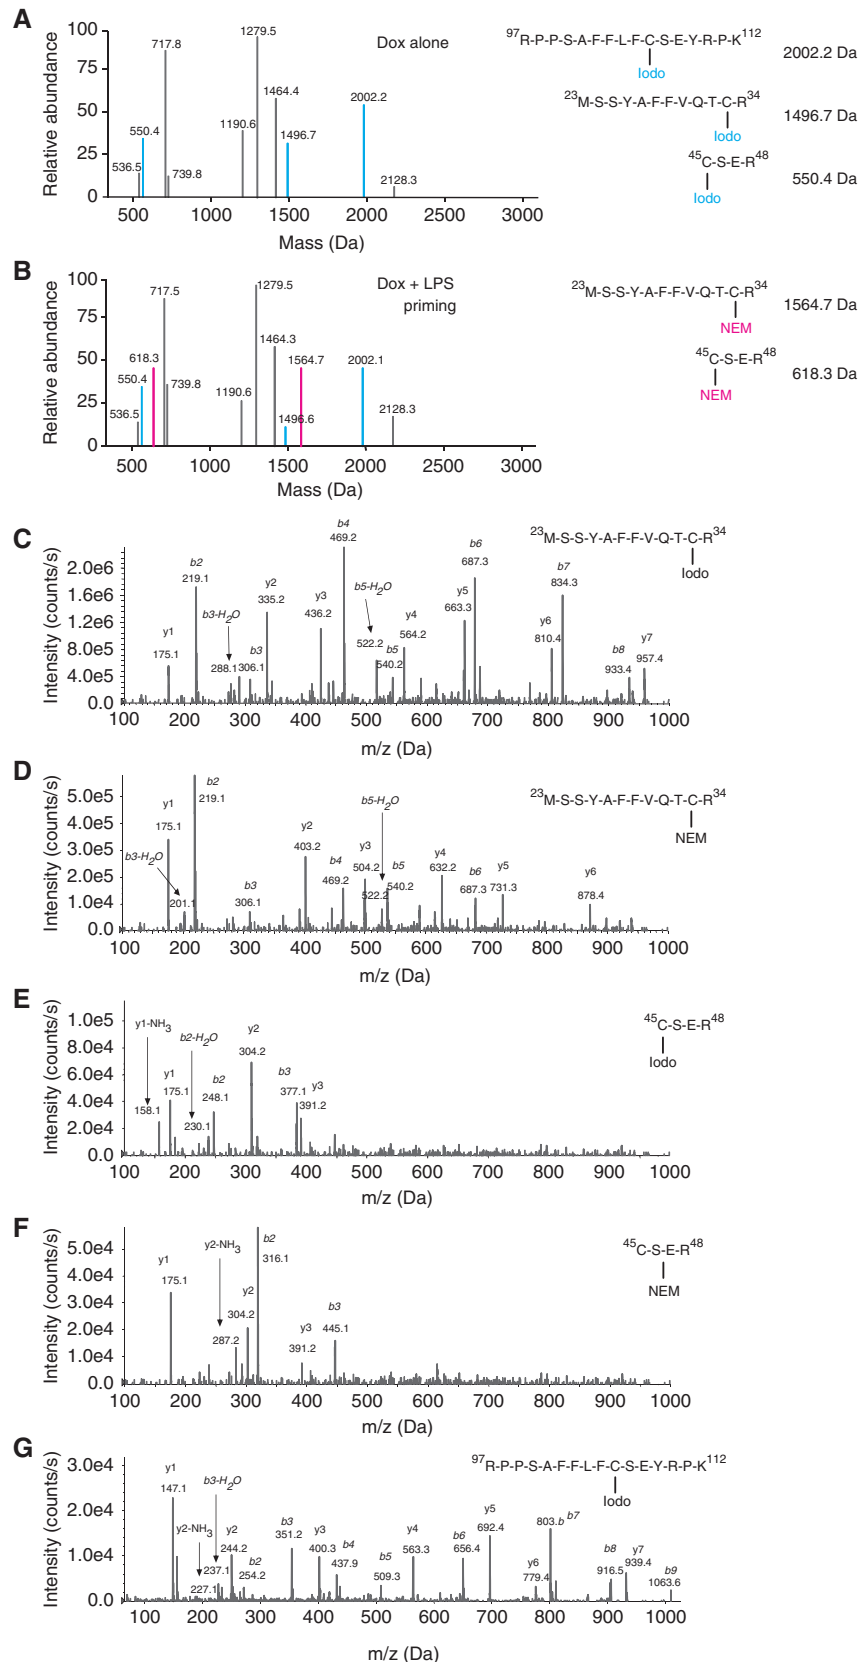 A
Relative abundance
100
75
50
25
0
Dox alone
536.5
550.4
717.8
739.8
1190.6
1279.5
1464.4
1496.7
2002.2
2128.3
500 1000 1500 2000 2500 3000
Mass (Da)
97R-P-P-S-A-F-F-L-F-C-S-E-Y-R-P-K112
Iodo
2002.2 Da
23M-S-S-Y-A-F-F-V-Q-T-C-R34
Iodo
1496.7 Da
45C-S-E-R48
Iodo
550.4 Da
B
Relative abundance
100
75
50
25
0
Dox + LPS
priming
536.5
550.4
618.3
717.5
739.8
1190.6
1279.5
1464.3
1496.6
1564.7
2002.1
2128.3
500 1000 1500 2000 2500 3000
Mass (Da)
23M-S-S-Y-A-F-F-V-Q-T-C-R34
NEM
1564.7 Da
45C-S-E-R48
NEM
618.3 Da
C
Intensity (counts/s)
2.0e6
1.6e6
1.2e6
8.0e5
4.0e5
0.0
y1
175.1
b2
219.1
b3-H2O
288.1
b3
306.1
y2
335.2
y3
436.2
b4
469.2
b5-H2O
522.2
b5
540.2
y4
564.2
y5
663.3
b6
687.3
y6
810.4
b7
834.3
b8
933.4
y7
957.4
23M-S-S-Y-A-F-F-V-Q-T-C-R34
Iodo
100 200 300 400 500 600 700 800 900 1000
m/z (Da)
D
Intensity (counts/s)
5.0e5
4.0e5
3.0e5
2.0e5
1.0e5
0.0
y1
175.1
b3-H2O
201.1
b2
219.1
b3
306.1
y2
403.2
b4
469.2
y3
504.2
b5-H2O
522.2
b5
540.2
y4
632.2
b6
687.3
y5
731.3
y6
878.4
23M-S-S-Y-A-F-F-V-Q-T-C-R34
NEM
100 200 300 400 500 600 700 800 900 1000
m/z (Da)
E
Intensity (counts/s)
1.0e5
8.0e4
6.0e4
4.0e4
2.0e4
0.0
y1-NH3
158.1
y1
175.1
b2-H2O
230.1
b2
248.1
y2
304.2
b3
377.1
y3
391.2
45C-S-E-R48
Iodo
100 200 300 400 500 600 700 800 900 1000
m/z (Da)
F
Intensity (counts/s)
5.0e4
4.0e4
3.0e4
2.0e4
1.0e4
0.0
y1
175.1
y2-NH3
287.2
y2
304.2
b2
316.1
y3
391.2
b3
445.1
45C-S-E-R48
NEM
100 200 300 400 500 600 700 800 900 1000
m/z (Da)
G
Intensity (counts/s)
3.0e4
2.0e4
1.0e4
0.0
y1
147.1
y2-NH3
227.1
b3-H2O
237.1
y2
244.2
b2
254.2
b3
351.2
y3
400.3
b4
437.9
b5
509.3
y4
563.3
b6
656.4
y5
692.4
y6
779.4
803.b b7
b8
916.5
y7
939.4
b9
1063.6
97R-P-P-S-A-F-F-L-F-C-S-E-Y-R-P-K112
Iodo
100 200 300 400 500 600 700 800 900 1000
m/z (Da)